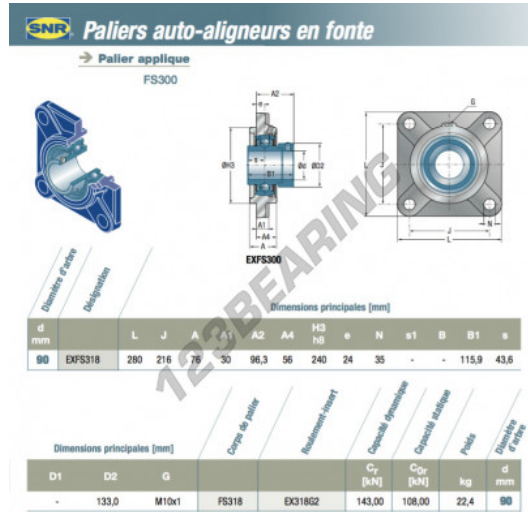 SNR Paliers auto-aligneurs en fonte
Palier applique
FS300
A2
e
s
B1
ØH3
Ød
ØD2
A1
A4
A
EXFS300
G
L
J
N
J
L
Diamètre d'arbre
Désignation
Dimensions principales [mm]
d mm L J A A1 A2 A4 H3 h8 e N s1 B B1 s
90 EXFS318 280 216 76 30 96,3 56 240 24 35 - - 115,9 43,6
123BEARING
Dimensions principales [mm]
Corps de palier
Roulement-insert
Capacité dynamique
Capacité statique
Poids
Diamètre d'arbre
D1 D2 G Cr [kN] C0r [kN] kg d mm
- 133,0 M10x1 FS318 EX318G2 143,00 108,00 22,4 90